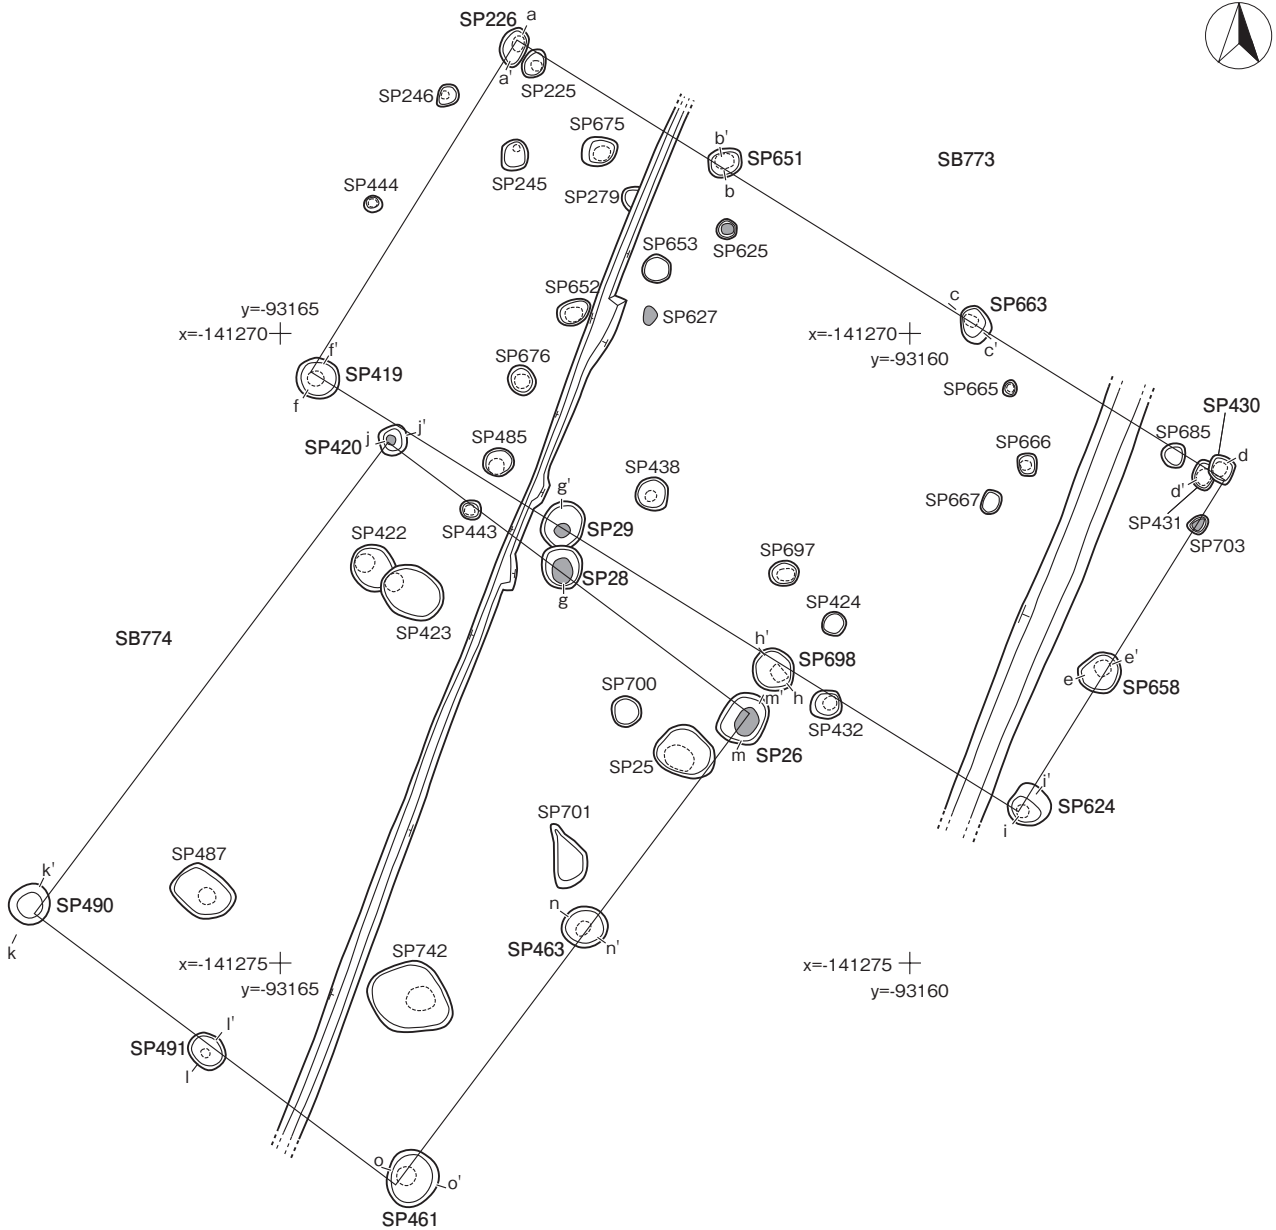 a
SP226
a'
SP225
SP246
SP675
b'
SP651
b
SB773
SP245
SP444
SP279
SP625
SP653
y=-93165
x=-141270
SP652
SP627
c
SP663
c'
x=-141270
y=-93160
f'
SP419
f
SP676
SP665
SP430
j
j'
SP420
SP485
SP438
SP666
SP685
d
d'
SP667
SP431
SP703
g'
SP443
SP29
SP422
SP28
g
SP697
SP423
SP424
SB774
h'
SP698
h
e'
e
SP658
SP700
m'
SP432
SP25
m
SP26
i'
SP624
i
SP701
SP487
k'
SP490
k
n
SP463
n'
SP742
x=-141275
y=-93165
x=-141275
y=-93160
l'
SP491
l
o
o'
SP461